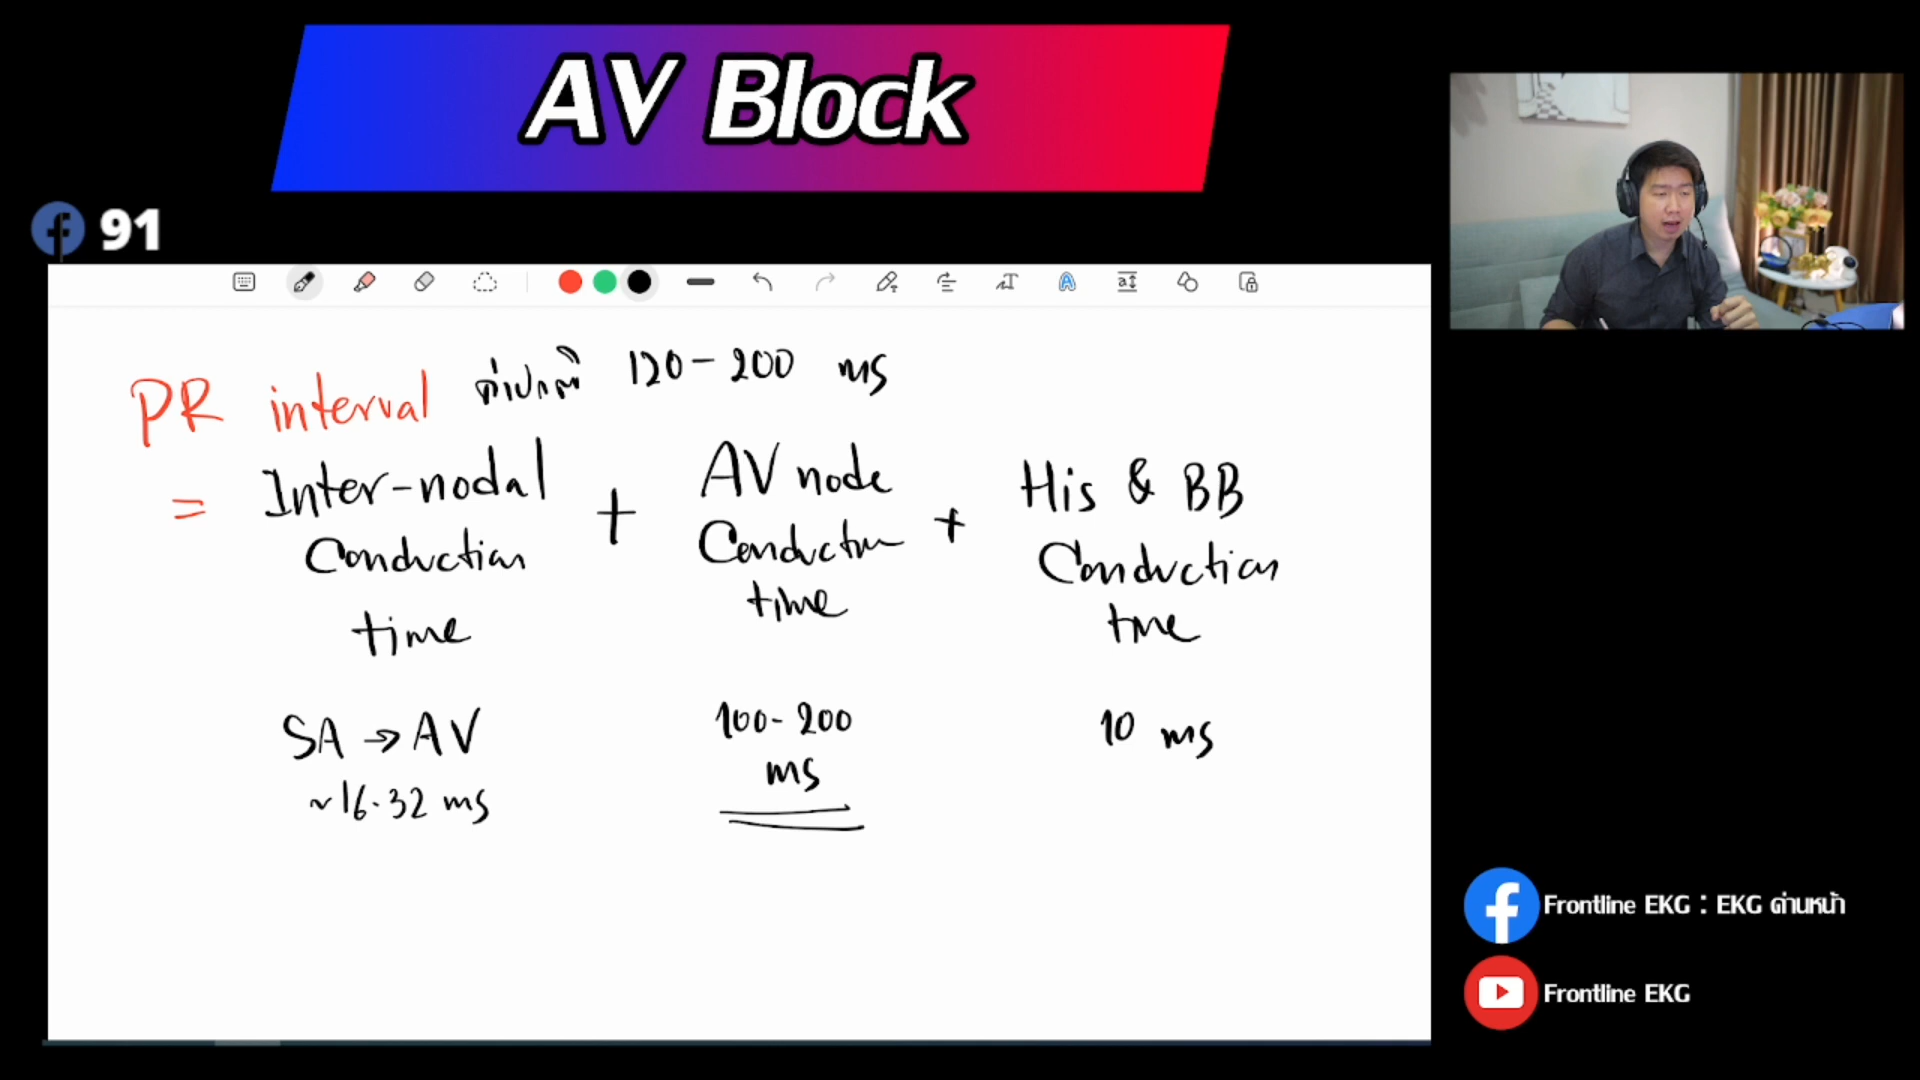 AV Block
91
PR interval ค่าปกติ 120-200 ms
= Inter-nodal Conduction time + AV node Conduction time + His & BB Conduction time
SA → AV
~16-32 ms
100-200 ms
10 ms
Frontline EKG : EKG ด่านหน้า
Frontline EKG